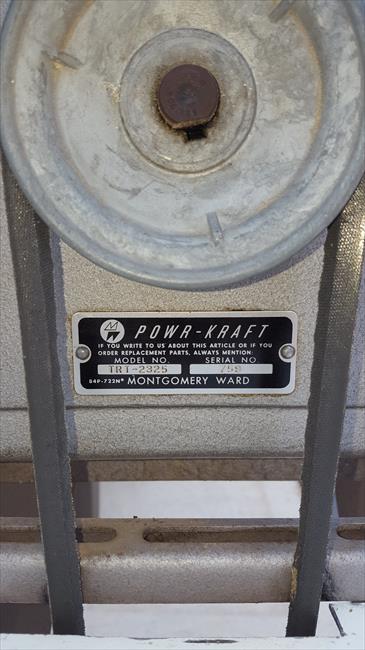 POWR-KRAFT
IF YOU WRITE TO US ABOUT THIS ARTICLE OR IF YOU
ORDER REPLACEMENT PARTS, ALWAYS MENTION:
MODEL NO. SERIAL NO.
TRT-2325 759
84P-722N® MONTGOMERY WARD